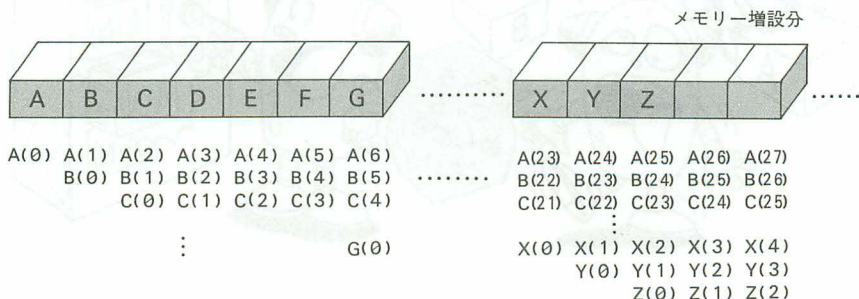 メモリー増設分
A B C D E F G ········· X Y Z ······
A(0) A(1) A(2) A(3) A(4) A(5) A(6) A(23) A(24) A(25) A(26) A(27)
B(0) B(1) B(2) B(3) B(4) B(5) ········ B(22) B(23) B(24) B(25) B(26)
C(0) C(1) C(2) C(3) C(4) C(21) C(22) C(23) C(24) C(25)
⋮ ⋮
G(0) X(0) X(1) X(2) X(3) X(4)
Y(0) Y(1) Y(2) Y(3)
Z(0) Z(1) Z(2)